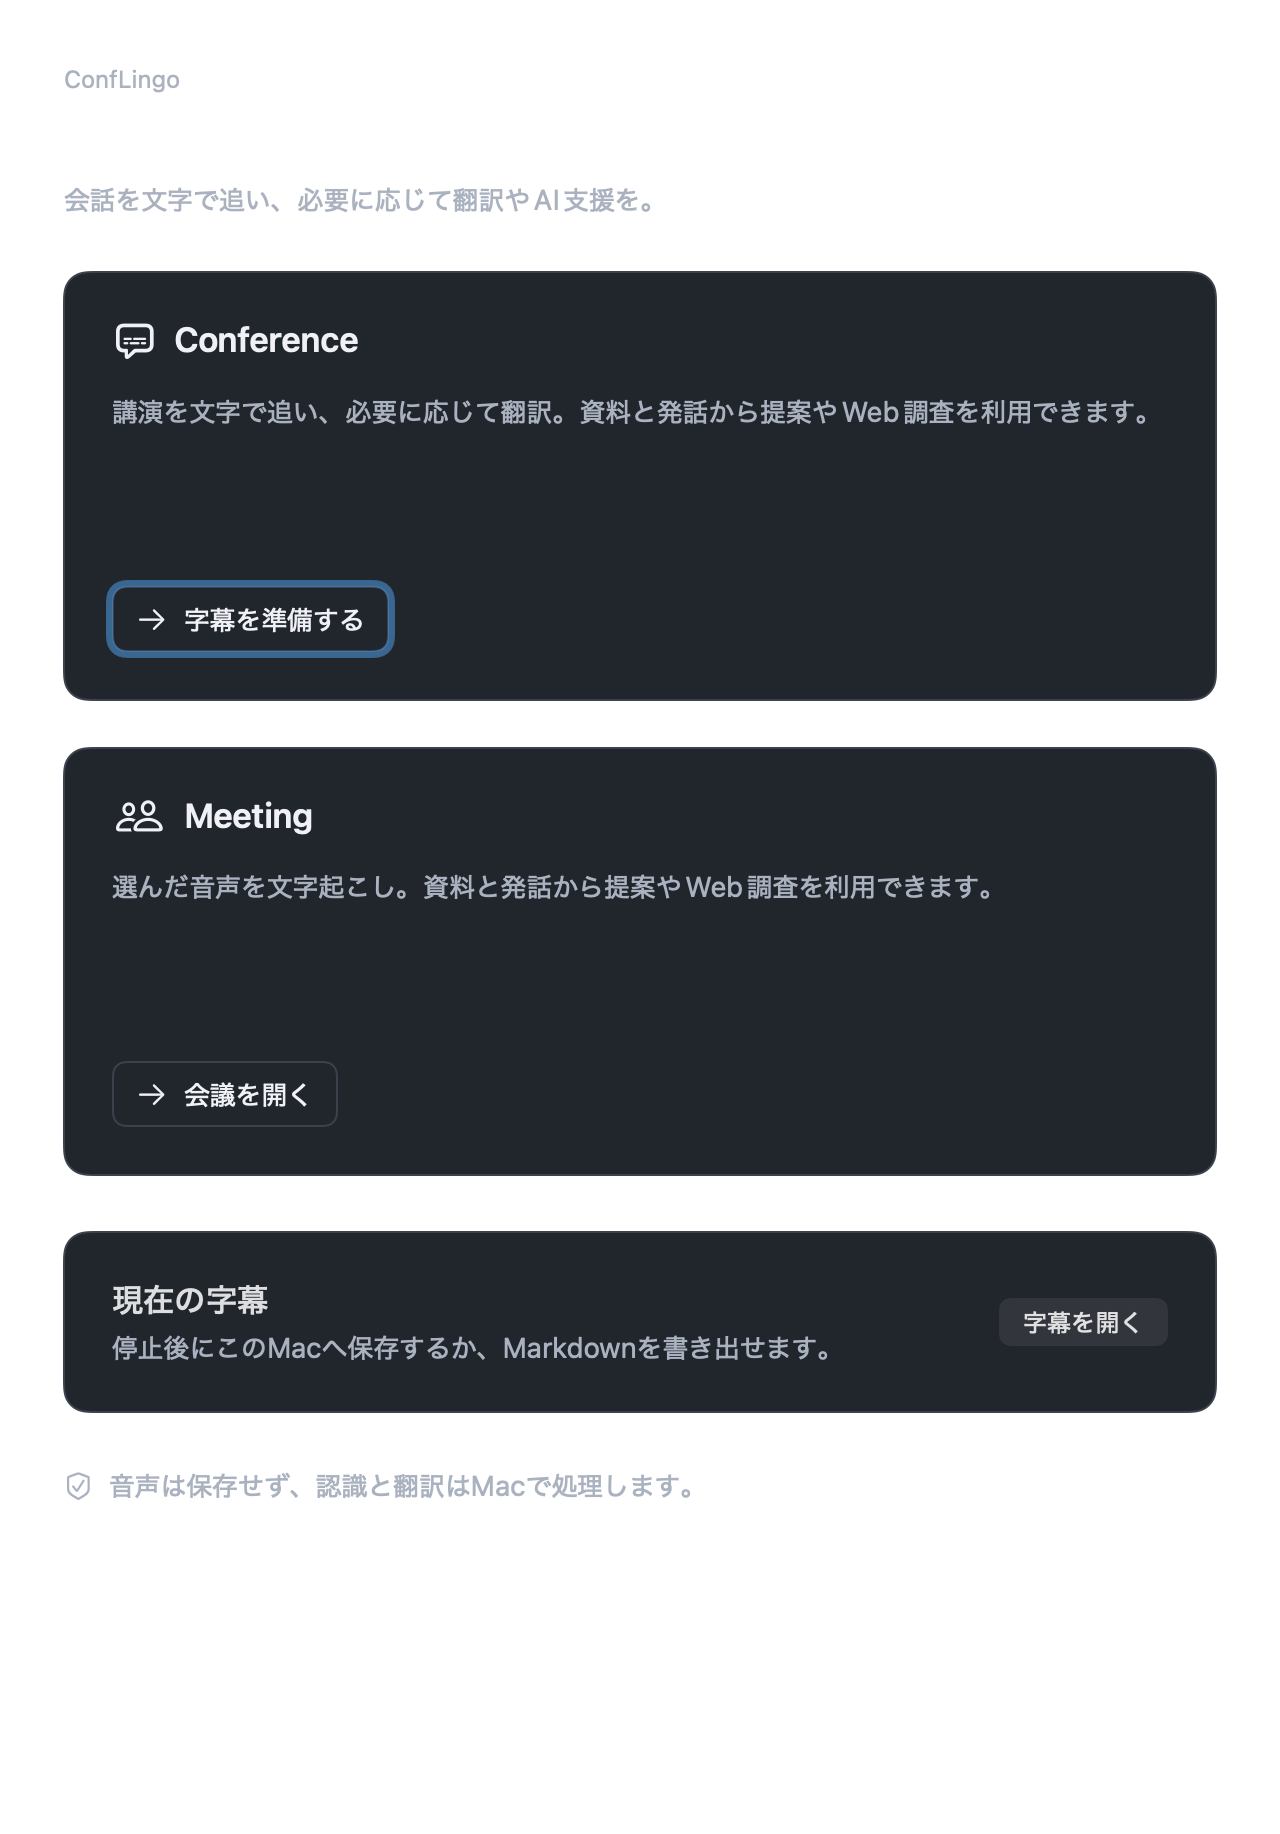 ConfLingo
会話を文字で追い、必要に応じて翻訳やAI支援を。
Conference
講演を文字で追い、必要に応じて翻訳。資料と発話から提案やWeb調査を利用できます。
字幕を準備する
Meeting
選んだ音声を文字起こし。資料と発話から提案やWeb調査を利用できます。
会議を開く
現在の字幕
停止後にこのMacへ保存するか、Markdownを書き出せます。
字幕を開く
音声は保存せず、認識と翻訳はMacで処理します。